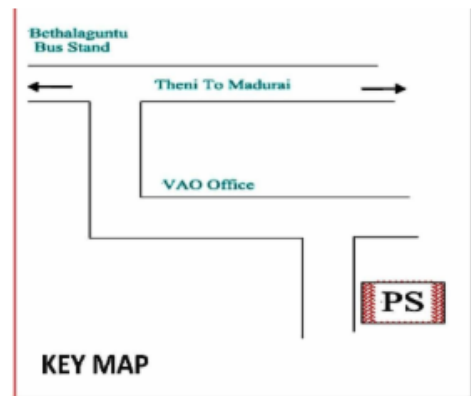 Bethalaguntu
Bus Stand
Theni To Madurai
VAO Office
PS
KEY MAP